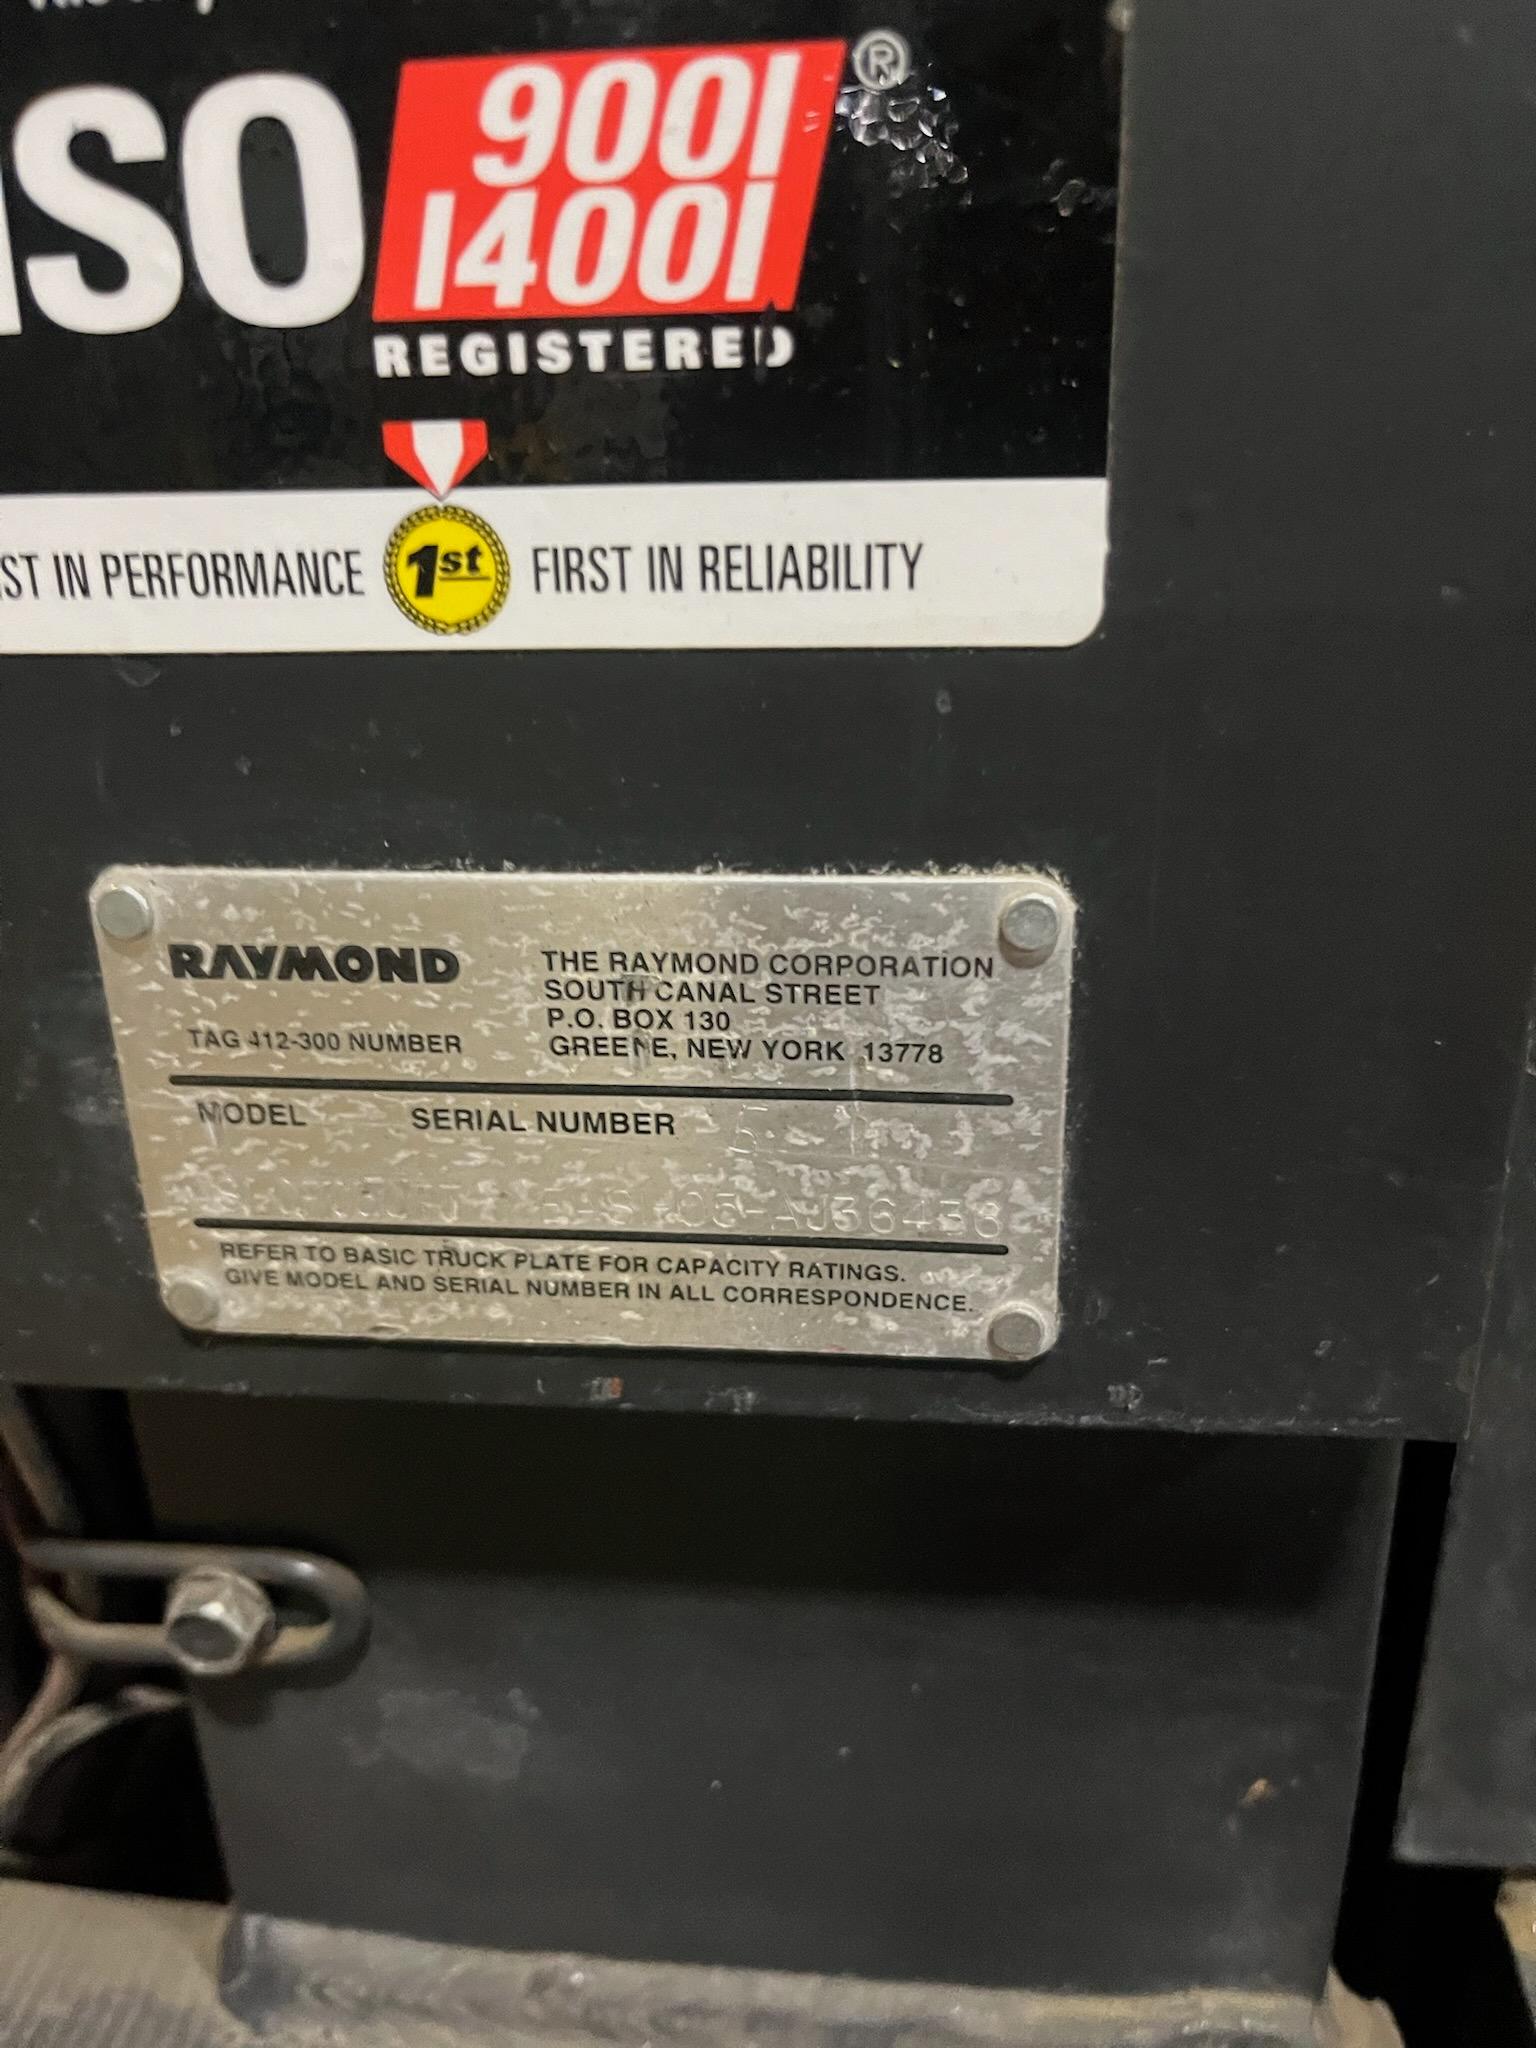 ISO 9001 ®
14001
REGISTERED
ST IN PERFORMANCE 1st FIRST IN RELIABILITY
RAYMOND
THE RAYMOND CORPORATION
SOUTH CANAL STREET
P.O. BOX 130
GREENE, NEW YORK 13778
TAG 412-300 NUMBER
MODEL SERIAL NUMBER
05-AJ36438
REFER TO BASIC TRUCK PLATE FOR CAPACITY RATINGS.
GIVE MODEL AND SERIAL NUMBER IN ALL CORRESPONDENCE.